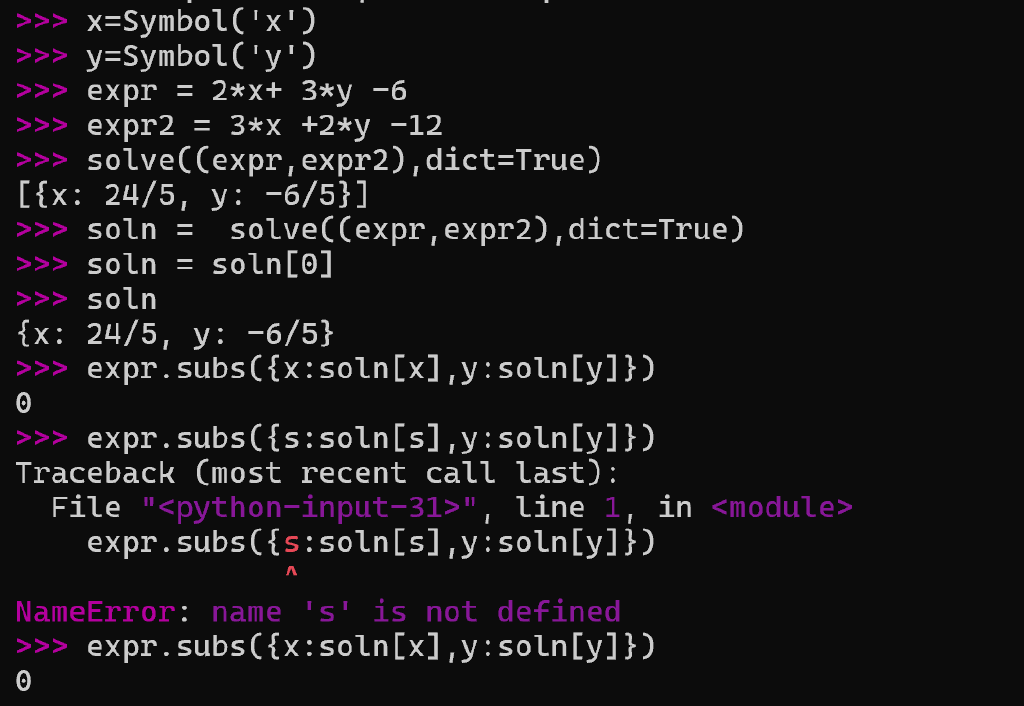 >>> x=Symbol('x')
>>> y=Symbol('y')
>>> expr = 2*x+ 3*y -6
>>> expr2 = 3*x +2*y -12
>>> solve((expr,expr2),dict=True)
[{x: 24/5, y: -6/5}]
>>> soln =  solve((expr,expr2),dict=True)
>>> soln = soln[0]
>>> soln
{x: 24/5, y: -6/5}
>>> expr.subs({x:soln[x],y:soln[y]})
0
>>> expr.subs({s:soln[s],y:soln[y]})
Traceback (most recent call last):
  File "<python-input-31>", line 1, in <module>
    expr.subs({s:soln[s],y:soln[y]})
               ^
NameError: name 's' is not defined
>>> expr.subs({x:soln[x],y:soln[y]})
0